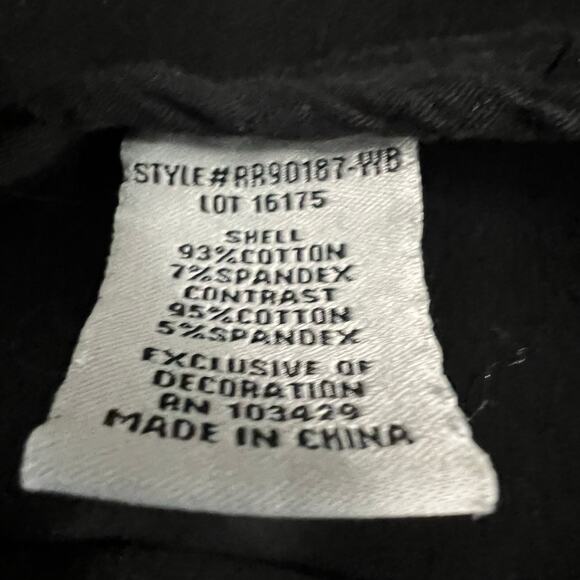 STYLE#RR90187-YYB
LOT 16175
SHELL
93%COTTON
7%SPANDEX
CONTRAST
95%COTTON
5%SPANDEX
EXCLUSIVE OF
DECORATION
RN 103429
MADE IN CHINA